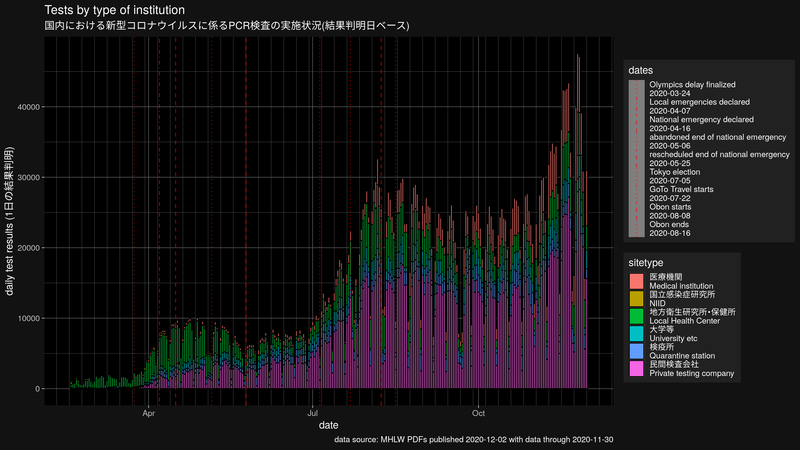 Tests by type of institution
国内における新型コロナウイルスに係るPCR検査の実施状況(結果判明日ベース)
daily test results (1日の結果判明)
40000
30000
20000
10000
0
Apr
Jul
Oct
date
data source: MHLW PDFs published 2020-12-02 with data through 2020-11-30
dates
Olympics delay finalized
2020-03-24
Local emergencies declared
2020-04-07
National emergency declared
2020-04-16
abandoned end of national emergency
2020-05-06
rescheduled end of national emergency
2020-05-25
Tokyo election
2020-07-05
GoTo Travel starts
2020-07-22
Obon starts
2020-08-08
Obon ends
2020-08-16
sitetype
医療機関
Medical institution
国立感染症研究所
NIID
地方衛生研究所・保健所
Local Health Center
大学等
University etc
検疫所
Quarantine station
民間検査会社
Private testing company